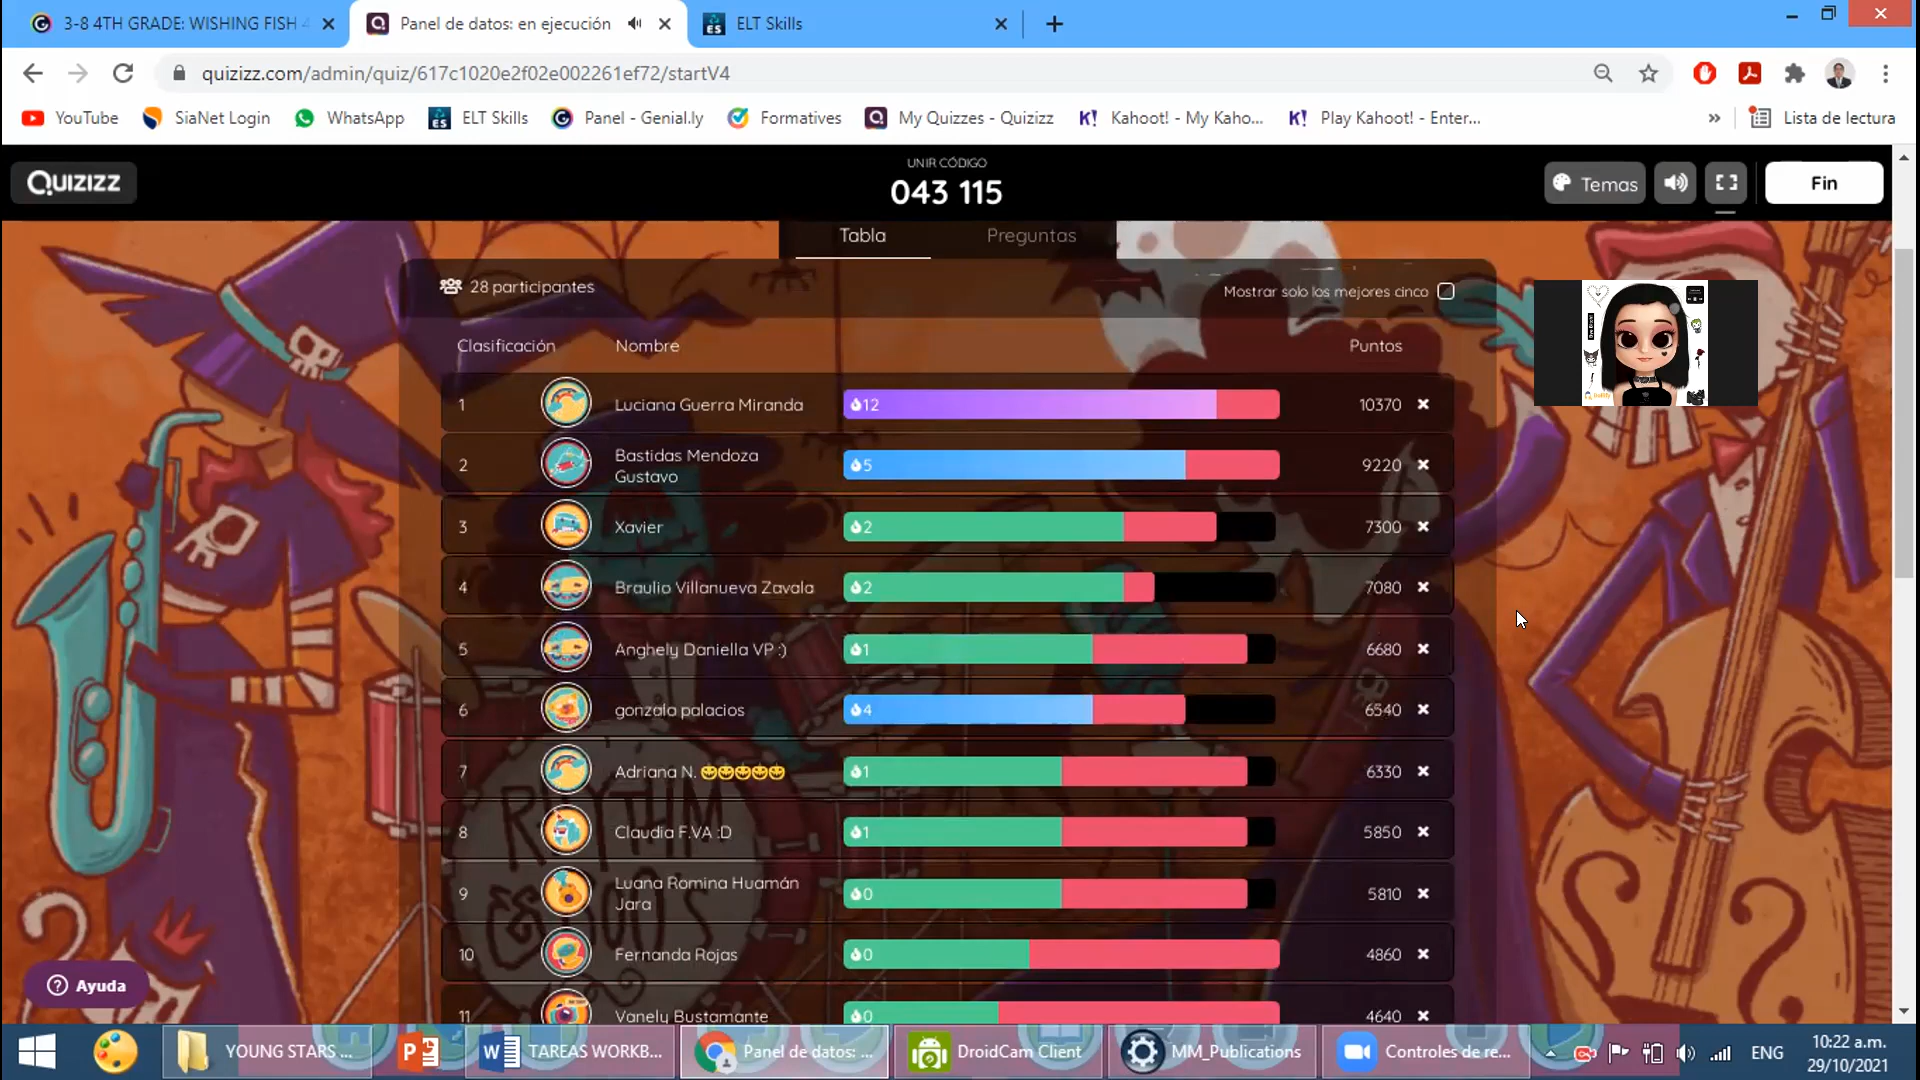 3-8 4TH GRADE: WISHING FISH 4
Panel de datos: en ejecución
ELT Skills
quizizz.com/admin/quiz/617c1020e2f02e002261ef72/startV4
YouTube
SiaNet Login
WhatsApp
ELT Skills
Panel - Genial.ly
Formatives
My Quizzes - Quizizz
Kahoot! - My Kaho...
Play Kahoot! - Enter...
»
Lista de lectura
Quizizz
UNIR CÓDIGO
043 115
Temas
Fin
Tabla
Preguntas
28 participantes
Mostrar solo los mejores cinco
Clasificación
Nombre
Puntos
1 Luciana Guerra Miranda 12 10370
2 Bastidas Mendoza
Gustavo 5 9220
3 Xavier 2 7300
4 Braulio Villanueva Zavala 2 7080
5 Anghely Daniella VP :) 1 6680
6 gonzalo palacios 4 6540
7 Adriana N. 🎃🎃🎃🎃🎃 1 6330
8 Claudia F.VA :D 1 5850
9 Luana Romina Huamán
Jara 0 5810
10 Fernanda Rojas 0 4860
11 Vanely Bustamante 0 4640
RHYTHM
Ayuda
YOUNG STARS ...
TAREAS WORKB...
Panel de datos: ...
DroidCam Client
MM_Publications
Controles de re...
ENG
10:22 a.m.
29/10/2021